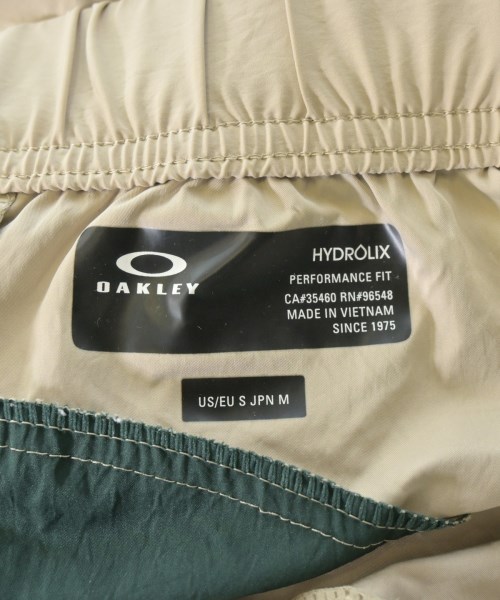 OAKLEY
HYDROLIX
PERFORMANCE FIT
CA#35460 RN#96548
MADE IN VIETNAM
SINCE 1975
US/EU S JPN M